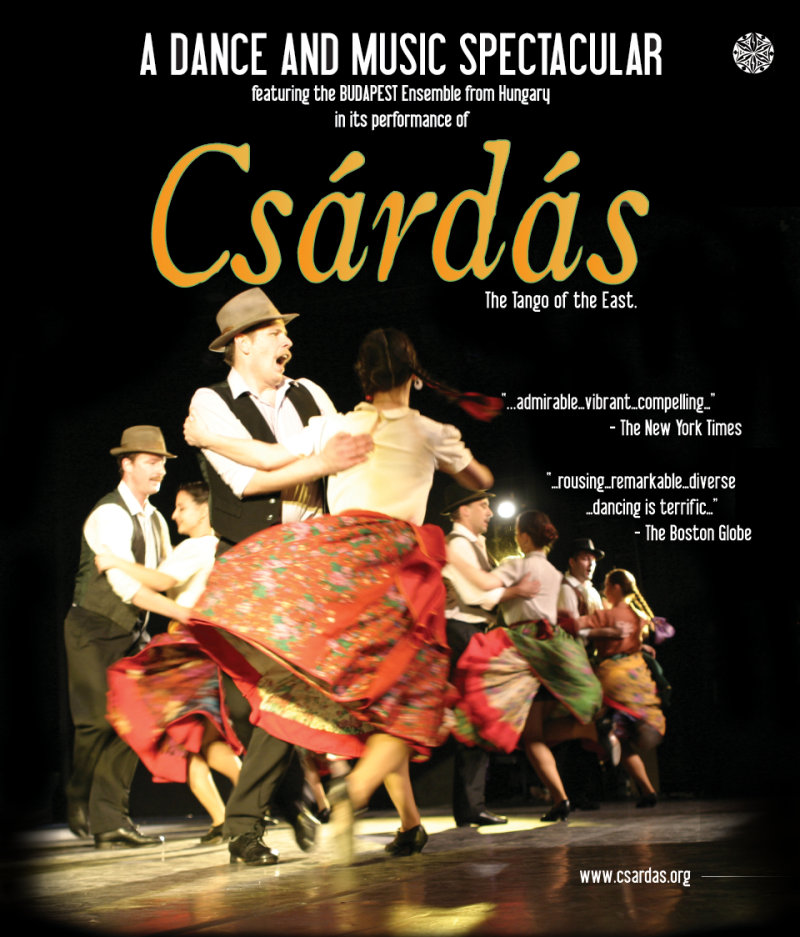 A DANCE AND MUSIC SPECTACULAR
featuring the BUDAPEST Ensemble from Hungary
in its performance of
Csárdás
The Tango of the East.
"...admirable...vibrant...compelling..."
- The New York Times
"...rousing...remarkable...diverse
...dancing is terrific..."
- The Boston Globe
www.csardas.org